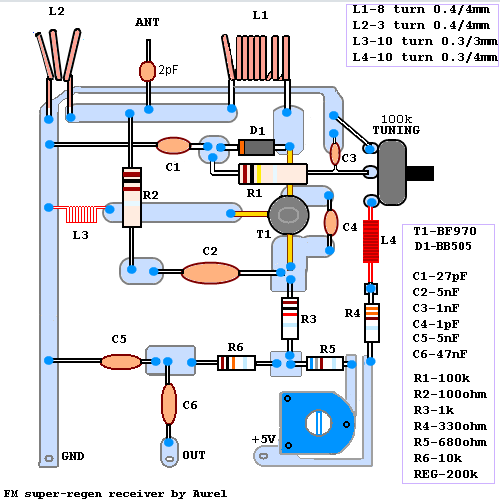 L2
ANT
L1
L1-8 turn 0.4/4mm
L2-3 turn 0.4/4mm
L3-10 turn 0.3/3mm
L4-10 turn 0.3/4mm
2pF
100k
TUNING
D1
C1
C3
R1
R2
L3
T1
C4
L4
C2
R3
R4
C5
R6
R5
C6
+5V
GND
OUT
T1-BF970
D1-BB505
C1-27pF
C2-5nF
C3-1nF
C4-1pF
C5-5nF
C6-47nF
R1-100k
R2-100ohm
R3-1k
R4-330ohm
R5-680ohm
R6-10k
REG-200k
FM super-regen receiver by Aurel